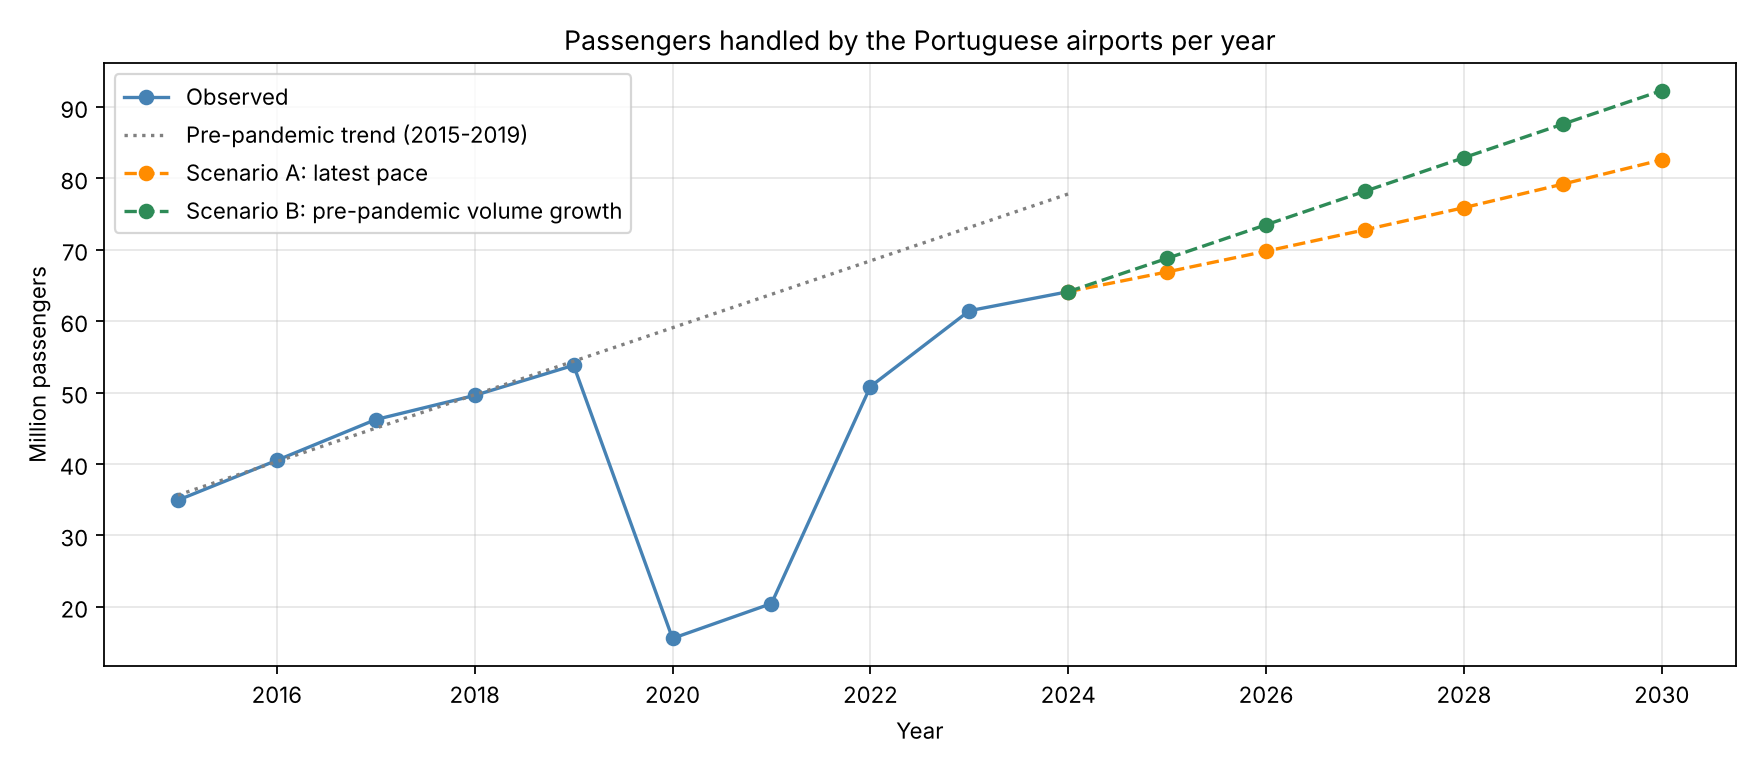 Passengers handled by the Portuguese airports per year
Observed
Pre-pandemic trend (2015-2019)
Scenario A: latest pace
Scenario B: pre-pandemic volume growth
Million passengers
90
80
70
60
50
40
30
20
2016
2018
2020
2022
2024
2026
2028
2030
Year